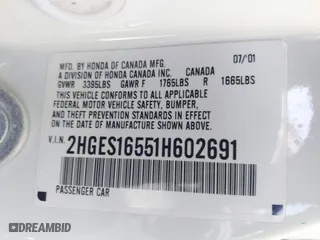 MFD. BY HONDA OF CANADA MFG. 07/01
A DIVISION OF HONDA CANADA INC. CANADA
GVWR 3395LBS GAWR F 1765LBS R 1665LBS
THIS VEHICLE CONFORMS TO ALL APPLICABLE
FEDERAL MOTOR VEHICLE SAFETY, BUMPER,
AND THEFT PREVENTION STANDARDS IN
EFFECT ON THE DATE OF MANUFACTURE
SHOWN ABOVE.
V.I.N. 2HGES16551H602691
PASSENGER CAR
DREAMBID